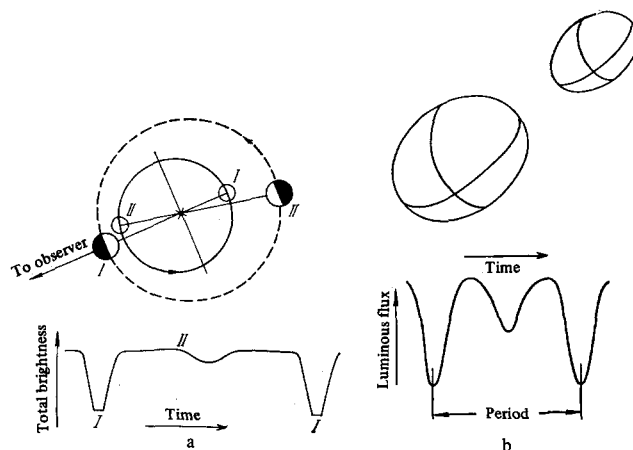 I
II
II
I
To observer
Total brightness
II
I
I
Time
a
Time
Luminous flux
Period
b